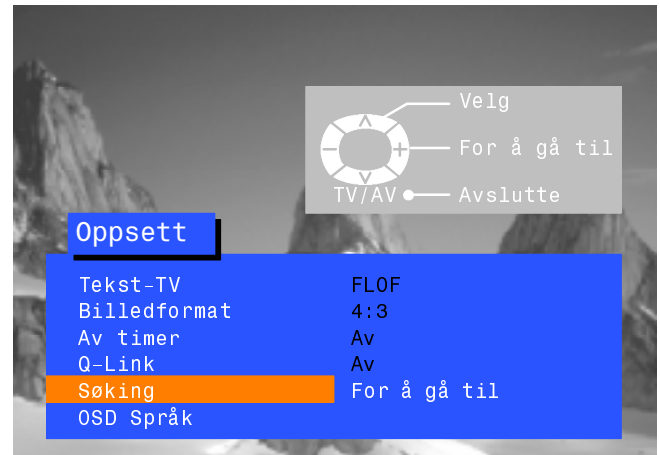 Velg
For å gå til
TV/AV Avslutte
Oppsett
Tekst-TV FLOF
Billedformat 4:3
Av timer Av
Q-Link Av
Søking For å gå til
OSD Språk